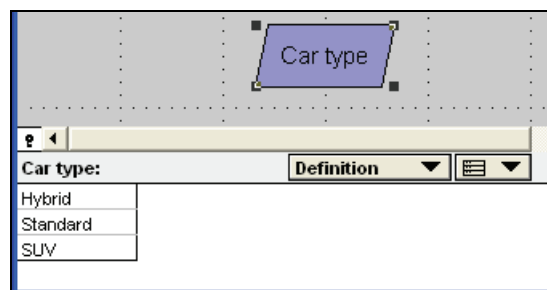 Car type
Car type: Definition
Hybrid
Standard
SUV